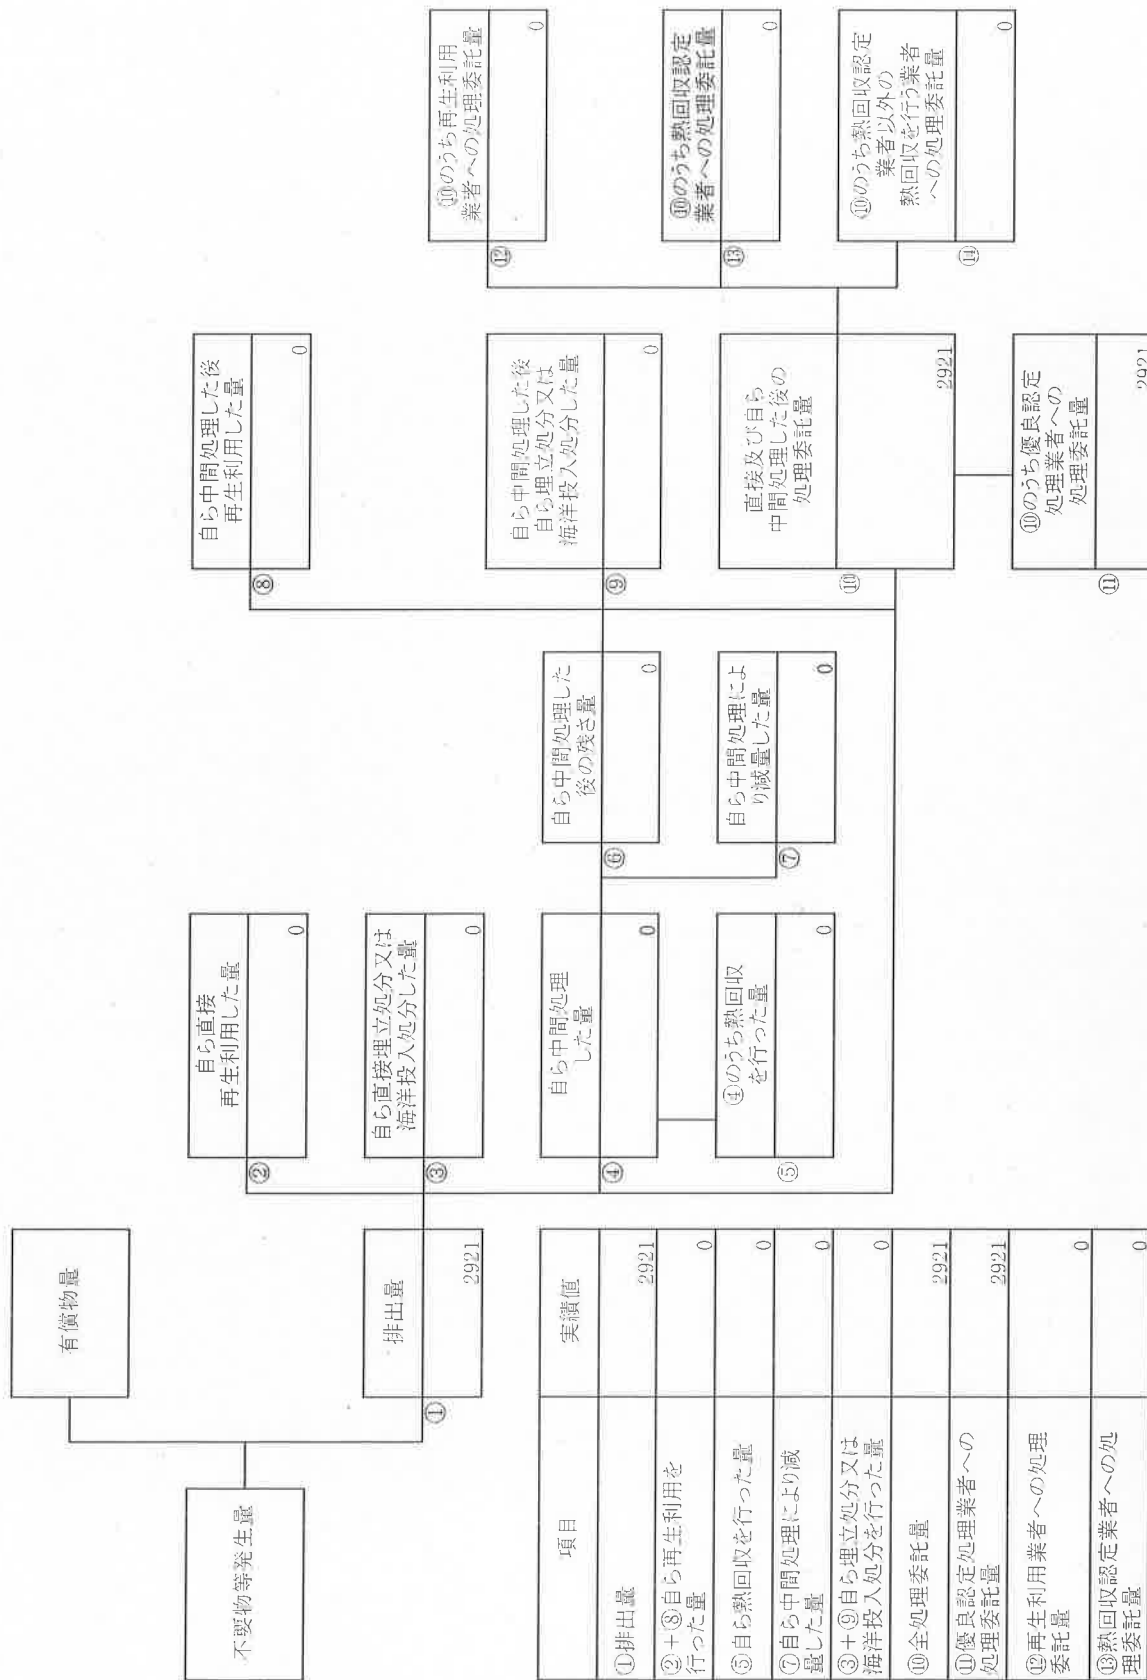 不要物等発生量
有償物量
①
排出量
2921
②
自ら直接
再生利用した量
0
③
自ら直接埋立処分又は
海洋投入処分した量
0
④
自ら中間処理
した量
0
⑤
④のうち熱回収
を行った量
0
⑥
自ら中間処理した
後の残さ量
0
⑦
自ら中間処理によ
り減量した量
0
⑧
自ら中間処理した後
再生利用した量
0
⑨
自ら中間処理した後
自ら埋立処分又は
海洋投入処分した量
0
⑩
直接及び自ら
中間処理した後の
処理委託量
2921
⑪
⑩のうち優良認定
処理業者への
処理委託量
2921
⑫
⑩のうち再生利用
業者への処理委託量
0
⑬
⑩のうち熱回収認定
業者への処理委託量
0
⑭
⑩のうち熱回収認定
業者以外の
熱回収を行う業者
への処理委託量
0
項目 実績値
①排出量 2921
②+⑧自ら再生利用を
行った量 0
⑤自ら熱回収を行った量 0
⑦自ら中間処理により減
量した量 0
③+⑨自ら埋立処分又は
海洋投入処分を行った量 0
⑩全処理委託量 2921
⑪優良認定処理業者への
処理委託量 2921
⑫再生利用業者への処理
委託量 0
⑬熱回収認定業者への処
理委託量 0